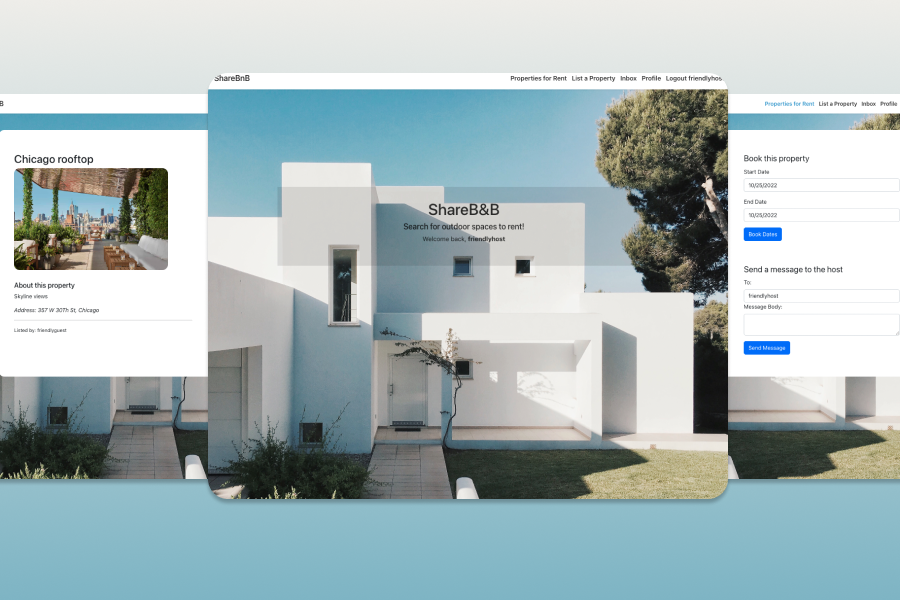 ShareBnB
Properties for Rent List a Property Inbox Profile Logout friendlyhos
ShareB&B
Search for outdoor spaces to rent!
Welcome back, friendlyhost
B
Chicago rooftop
About this property
Skyline views
Address: 357 W 30Th St, Chicago
Listed by: friendlyguest
Properties for Rent List a Property Inbox Profile
Book this property
Start Date
10/25/2022
End Date
10/25/2022
Book Dates
Send a message to the host
To:
friendlyhost
Message Body:
Send Message